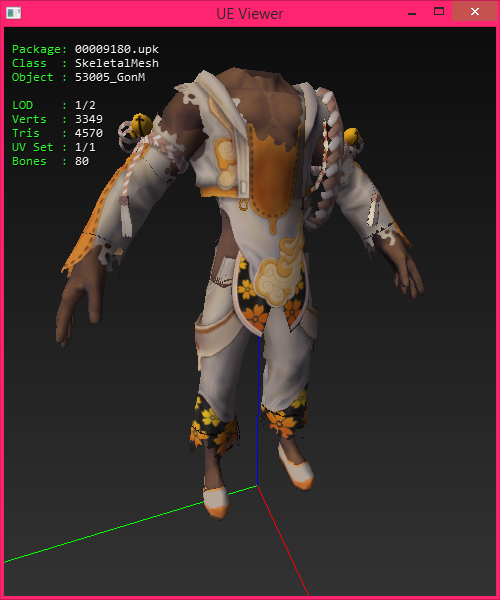 UE Viewer
Package: 00009180.upk
Class : SkeletalMesh
Object : 53005_GonM
LOD : 1/2
Verts : 3349
Tris : 4570
UV Set : 1/1
Bones : 80